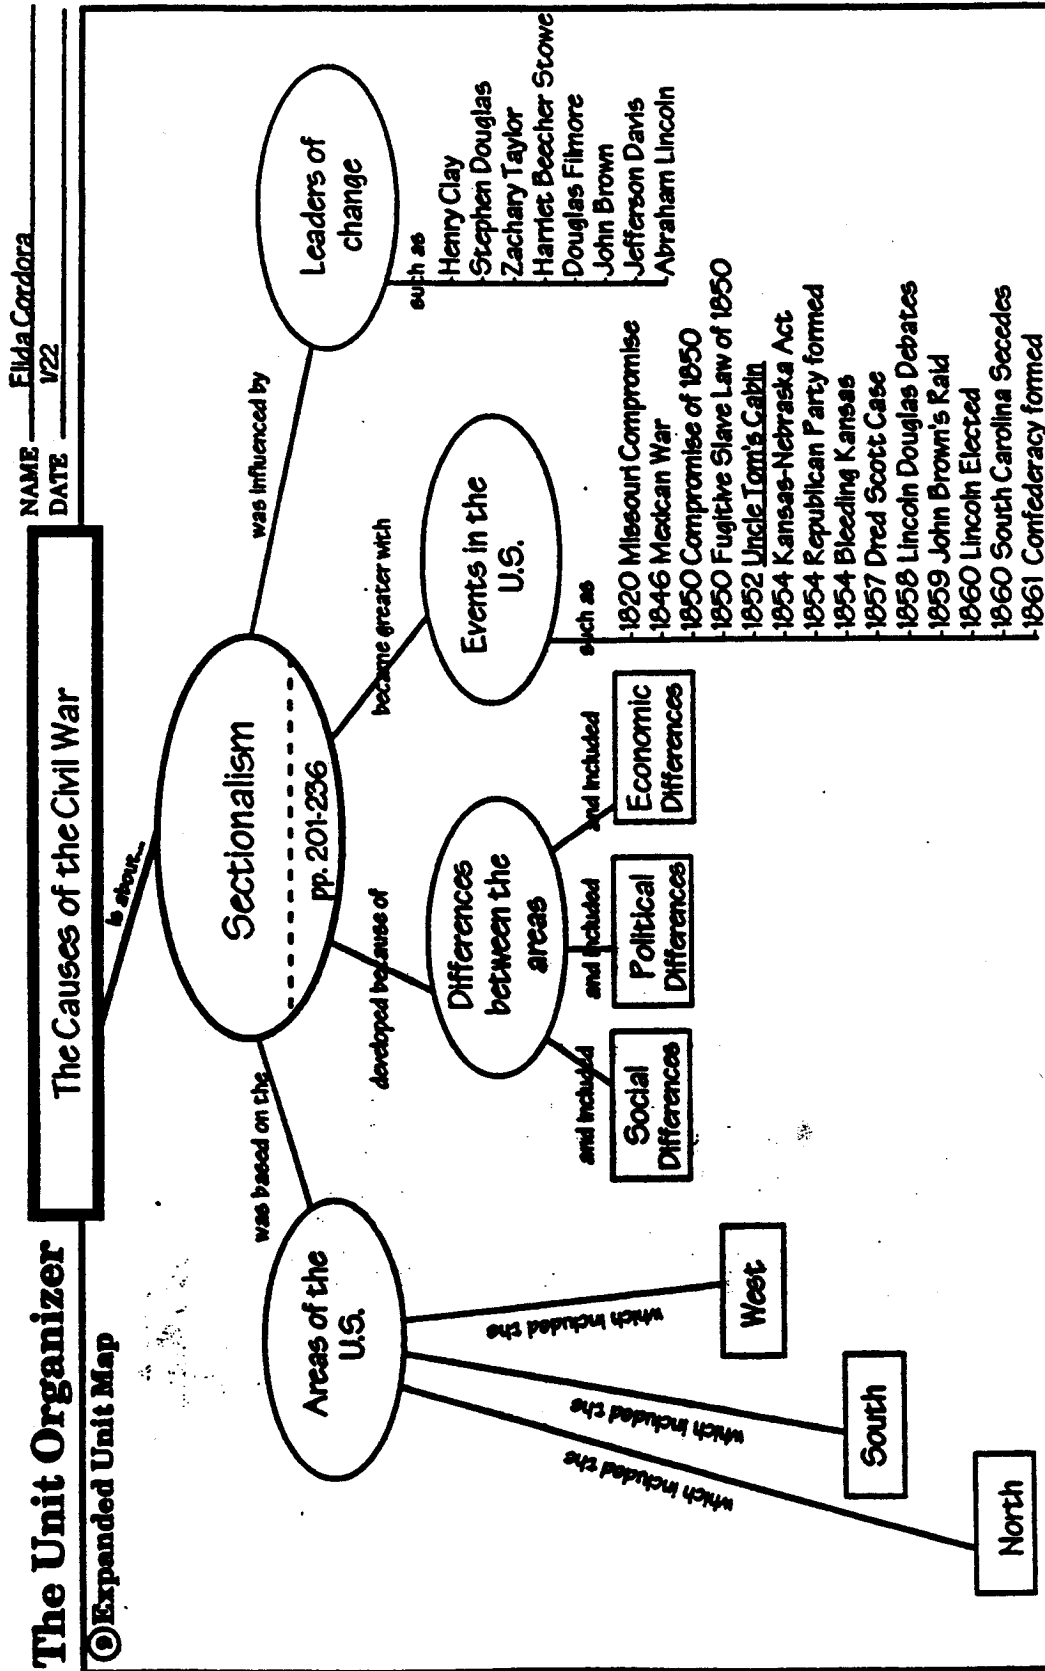 The Unit Organizer
NAME Elida Cordora
DATE 1/22
⑨ Expanded Unit Map
The Causes of the Civil War
is about...
Sectionalism
pp. 201-236
was based on the
Areas of the
U.S.
which included the
North
which included the
South
which included the
West
developed because of
Differences
between the
areas
and included
Social
Differences
and included
Political
Differences
and included
Economic
Differences
became greater with
Events in the
U.S.
such as
1820 Missouri Compromise
1846 Mexican War
1850 Compromise of 1850
1850 Fugitive Slave Law of 1850
1852 Uncle Tom's Cabin
1854 Kansas-Nebraska Act
1854 Republican Party formed
1854 Bleeding Kansas
1857 Dred Scott Case
1858 Lincoln Douglas Debates
1859 John Brown's Raid
1860 Lincoln Elected
1860 South Carolina Secedes
1861 Confederacy formed
was influenced by
Leaders of
change
such as
Henry Clay
Stephen Douglas
Zachary Taylor
Harriet Beecher Stowe
Douglas Filmore
John Brown
Jefferson Davis
Abraham Lincoln